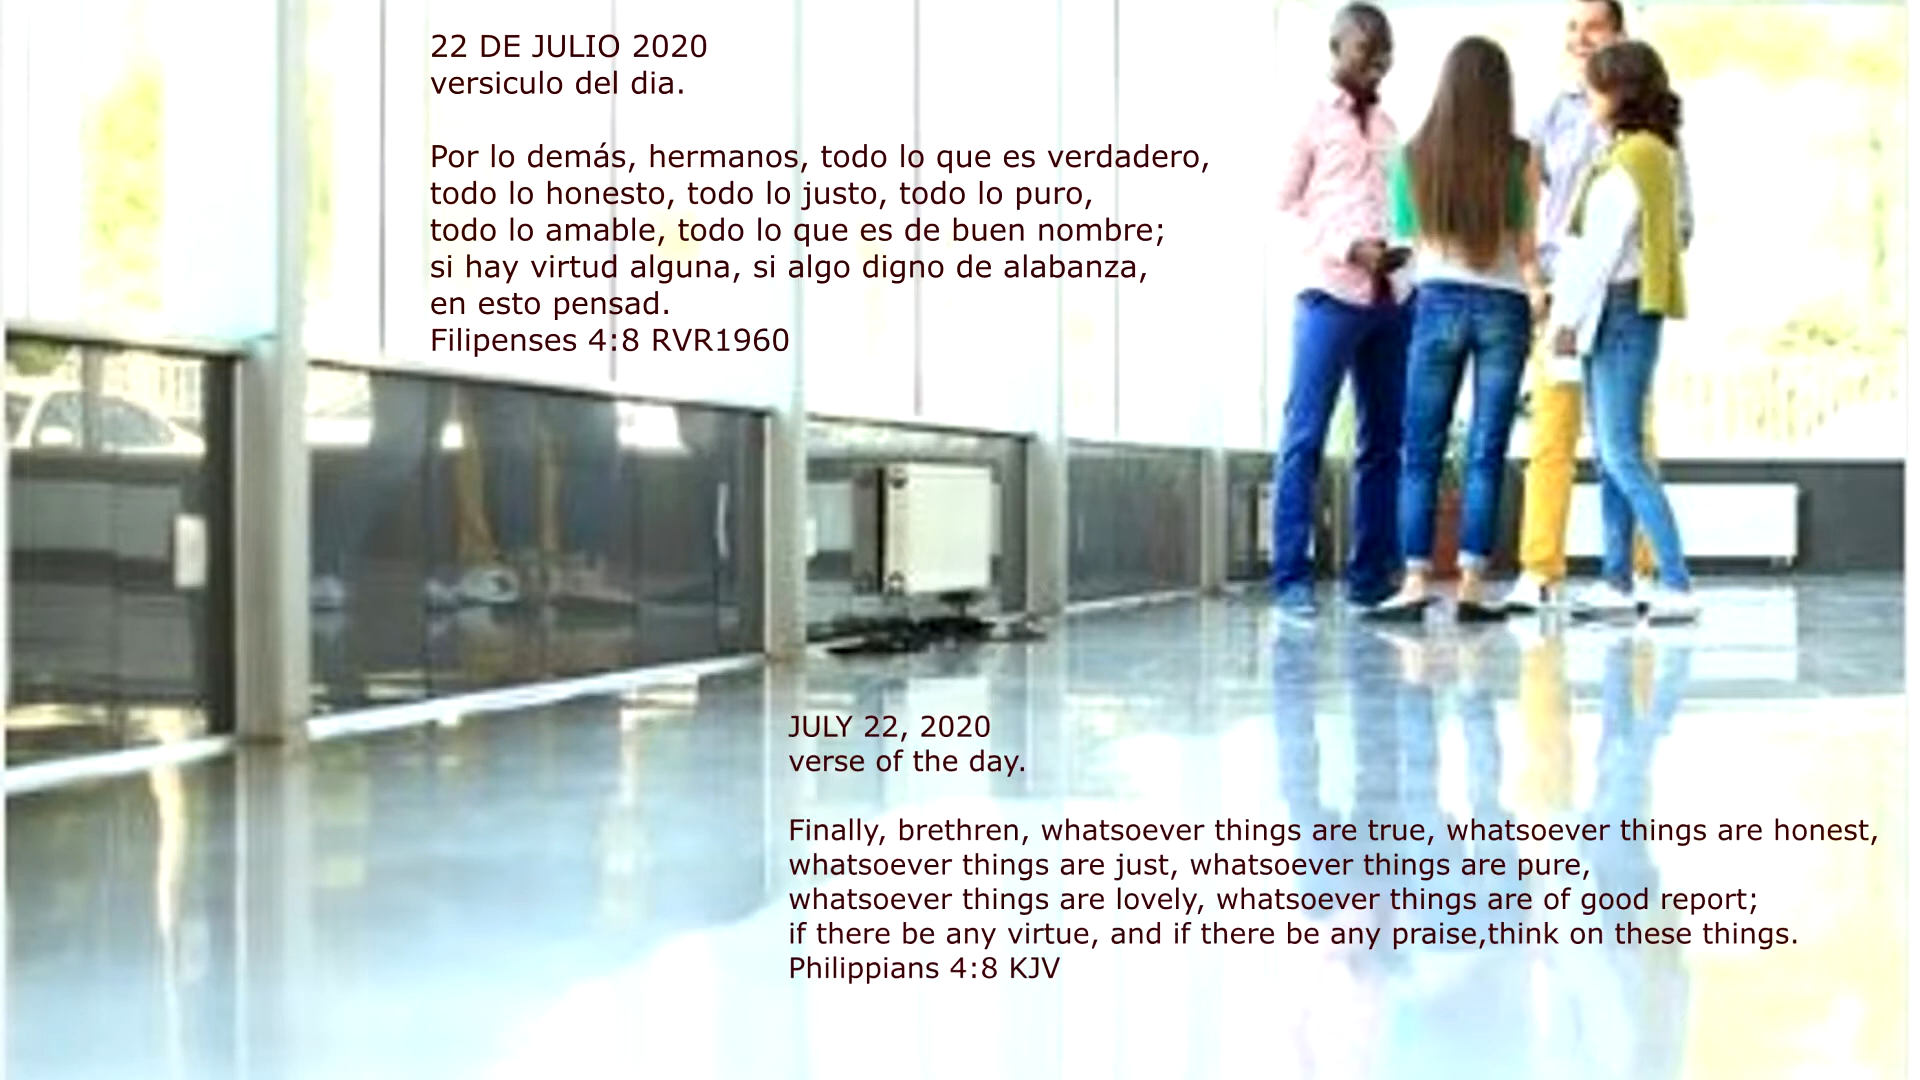 22 DE JULIO 2020
versiculo del dia.
Por lo demás, hermanos, todo lo que es verdadero,
todo lo honesto, todo lo justo, todo lo puro,
todo lo amable, todo lo que es de buen nombre;
si hay virtud alguna, si algo digno de alabanza,
en esto pensad.
Filipenses 4:8 RVR1960
JULY 22, 2020
verse of the day.
Finally, brethren, whatsoever things are true, whatsoever things are honest,
whatsoever things are just, whatsoever things are pure,
whatsoever things are lovely, whatsoever things are of good report;
if there be any virtue, and if there be any praise,think on these things.
Philippians 4:8 KJV